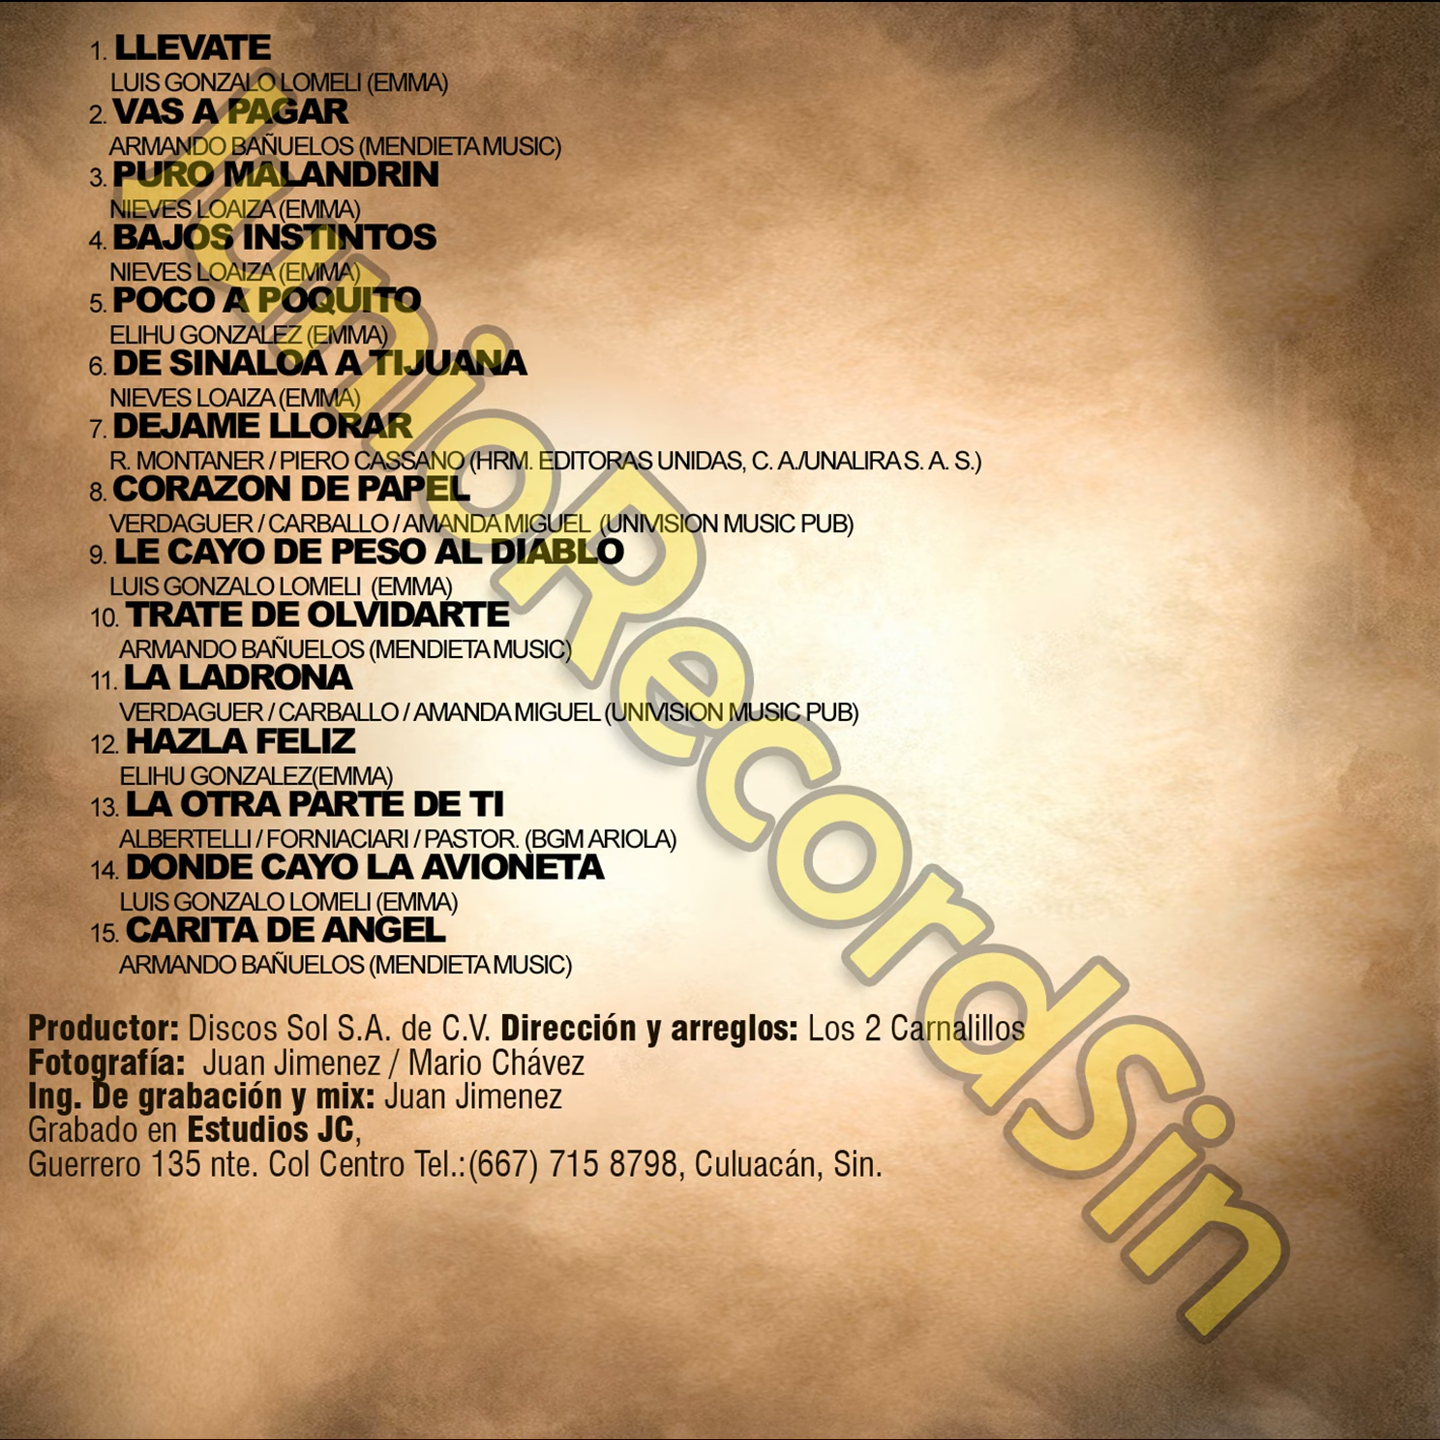 1. LLEVATE
LUIS GONZALO LOMELI (EMMA)
2. VAS A PAGAR
ARMANDO BAÑUELOS (MENDIETA MUSIC)
3. PURO MALANDRIN
NIEVES LOAIZA (EMMA)
4. BAJOS INSTINTOS
NIEVES LOAIZA (EMMA)
5. POCO A POQUITO
ELIHU GONZALEZ (EMMA)
6. DE SINALOA A TIJUANA
NIEVES LOAIZA (EMMA)
7. DEJAME LLORAR
R. MONTANER / PIERO CASSANO (HRM. EDITORAS UNIDAS, C. A./UNALIRA S. A. S.)
8. CORAZON DE PAPEL
VERDAGUER / CARBALLO / AMANDA MIGUEL (UNIVISION MUSIC PUB)
9. LE CAYO DE PESO AL DIABLO
LUIS GONZALO LOMELI (EMMA)
10. TRATE DE OLVIDARTE
ARMANDO BAÑUELOS (MENDIETA MUSIC)
11. LA LADRONA
VERDAGUER / CARBALLO / AMANDA MIGUEL (UNIVISION MUSIC PUB)
12. HAZLA FELIZ
ELIHU GONZALEZ(EMMA)
13. LA OTRA PARTE DE TI
ALBERTELLI / FORNIACIARI / PASTOR. (BGM ARIOLA)
14. DONDE CAYO LA AVIONETA
LUIS GONZALO LOMELI (EMMA)
15. CARITA DE ANGEL
ARMANDO BAÑUELOS (MENDIETA MUSIC)
Productor: Discos Sol S.A. de C.V. Dirección y arreglos: Los 2 Carnalillos
Fotografía: Juan Jimenez / Mario Chávez
Ing. De grabación y mix: Juan Jimenez
Grabado en Estudios JC,
Guerrero 135 nte. Col Centro Tel.:(667) 715 8798, Culuacán, Sin.
JunioRecordSin